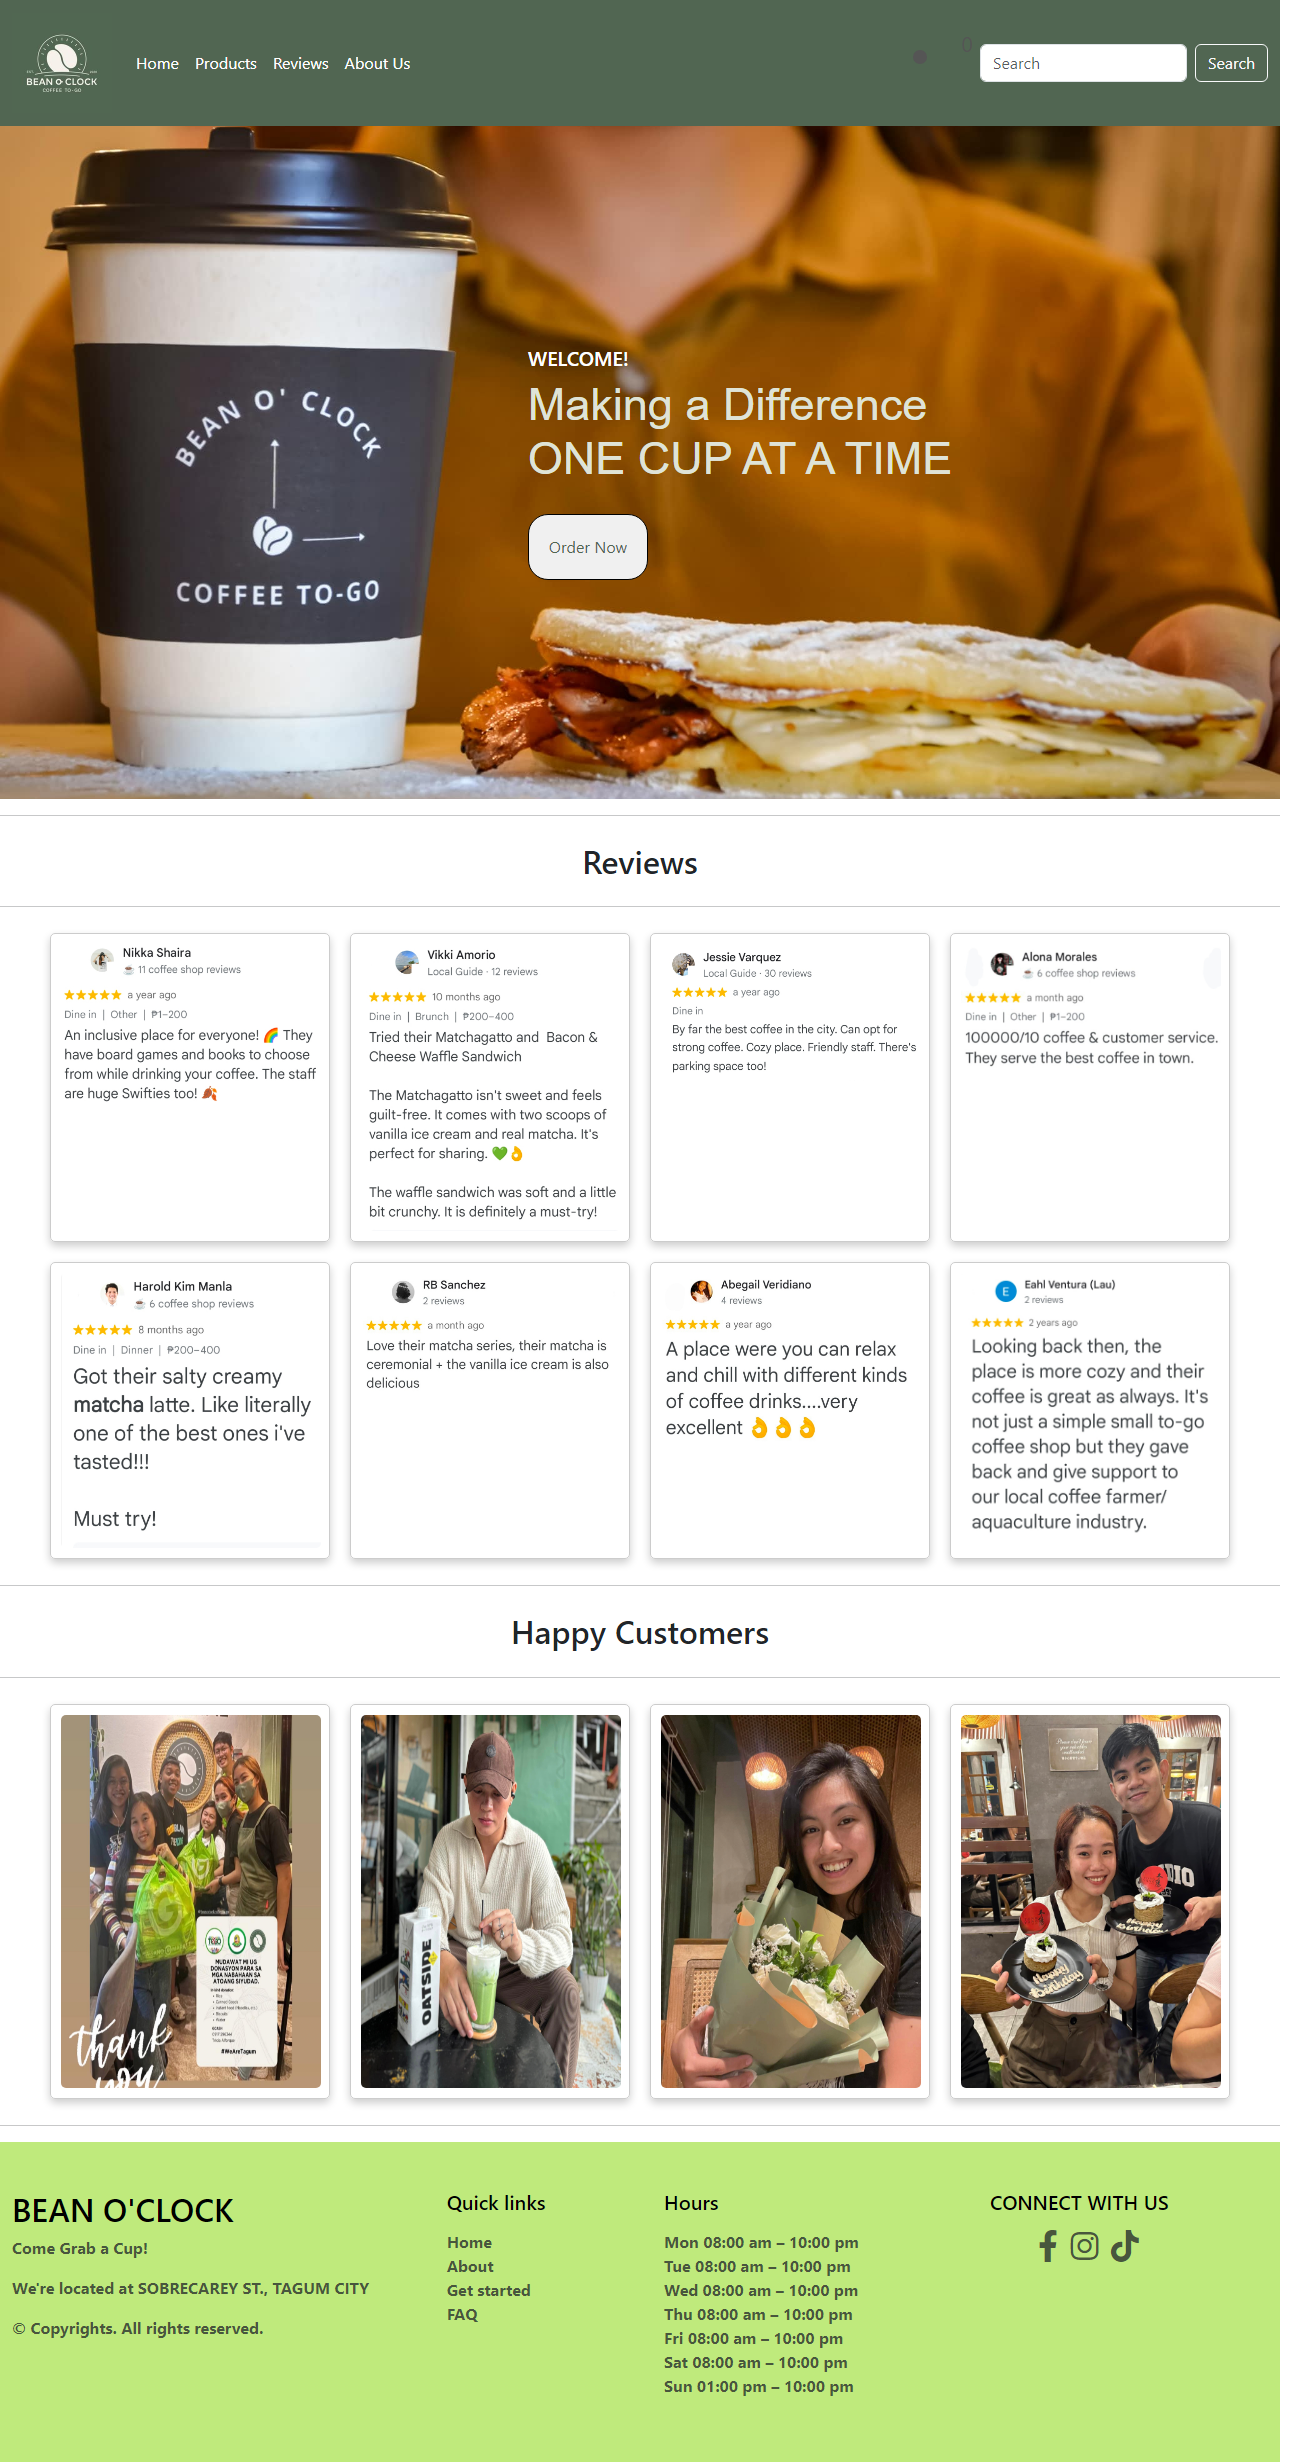 BEAN O' CLOCK
COFFEE TO-GO
Home
Products
Reviews
About Us
0
Search
Search
BEAN O' CLOCK
COFFEE TO-GO
WELCOME!
Making a Difference
ONE CUP AT A TIME
Order Now
Reviews
Nikka Shaira
11 coffee shop reviews
a year ago
Dine in | Other | ₱1–200
An inclusive place for everyone! 🌈 They
have board games and books to choose
from while drinking your coffee. The staff
are huge Swifties too! 🍂
Vikki Amorio
Local Guide · 12 reviews
10 months ago
Dine in | Brunch | ₱200–400
Tried their Matchagatto and Bacon &
Cheese Waffle Sandwich
The Matchagatto isn't sweet and feels
guilt-free. It comes with two scoops of
vanilla ice cream and real matcha. It's
perfect for sharing. 💚👌
The waffle sandwich was soft and a little
bit crunchy. It is definitely a must-try!
Jessie Varquez
Local Guide · 30 reviews
a year ago
Dine in
By far the best coffee in the city. Can opt for
strong coffee. Cozy place. Friendly staff. There's
parking space too!
Alona Morales
6 coffee shop reviews
a month ago
Dine in | Other | ₱1–200
100000/10 coffee & customer service.
They serve the best coffee in town.
Harold Kim Manla
6 coffee shop reviews
8 months ago
Dine in | Dinner | ₱200–400
Got their salty creamy
matcha latte. Like literally
one of the best ones i've
tasted!!!
Must try!
RB Sanchez
2 reviews
a month ago
Love their matcha series, their matcha is
ceremonial + the vanilla ice cream is also
delicious
Abegail Veridiano
4 reviews
a year ago
A place were you can relax
and chill with different kinds
of coffee drinks....very
excellent 👌👌👌
E
Eahl Ventura (Lau)
2 reviews
2 years ago
Looking back then, the
place is more cozy and their
coffee is great as always. It's
not just a simple small to-go
coffee shop but they gave
back and give support to
our local coffee farmer/
aquaculture industry.
Happy Customers
MUDAWAT MI UG
DONASYON PARA SA
MGA NABAHAAN SA
ATOANG SIYUDAD.
#WeAreTagum
thank
you
OATSIDE
Happy Birthday
Happy
Birthday
BEAN O'CLOCK
Come Grab a Cup!
We're located at SOBRECAREY ST., TAGUM CITY
© Copyrights. All rights reserved.
Quick links
Home
About
Get started
FAQ
Hours
Mon 08:00 am – 10:00 pm
Tue 08:00 am – 10:00 pm
Wed 08:00 am – 10:00 pm
Thu 08:00 am – 10:00 pm
Fri 08:00 am – 10:00 pm
Sat 08:00 am – 10:00 pm
Sun 01:00 pm – 10:00 pm
CONNECT WITH US